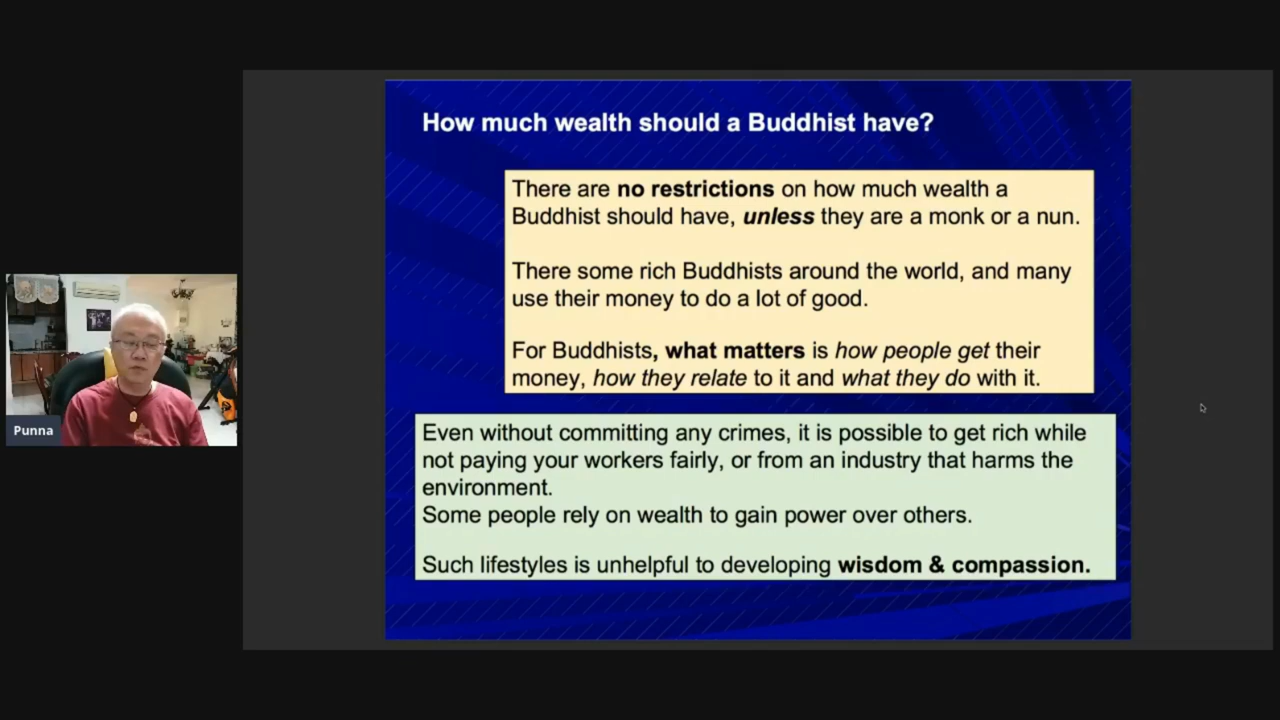 How much wealth should a Buddhist have?
There are no restrictions on how much wealth a
Buddhist should have, unless they are a monk or a nun.
There some rich Buddhists around the world, and many
use their money to do a lot of good.
For Buddhists, what matters is how people get their
money, how they relate to it and what they do with it.
Even without committing any crimes, it is possible to get rich while
not paying your workers fairly, or from an industry that harms the
environment.
Some people rely on wealth to gain power over others.
Such lifestyles is unhelpful to developing wisdom & compassion.
Punna